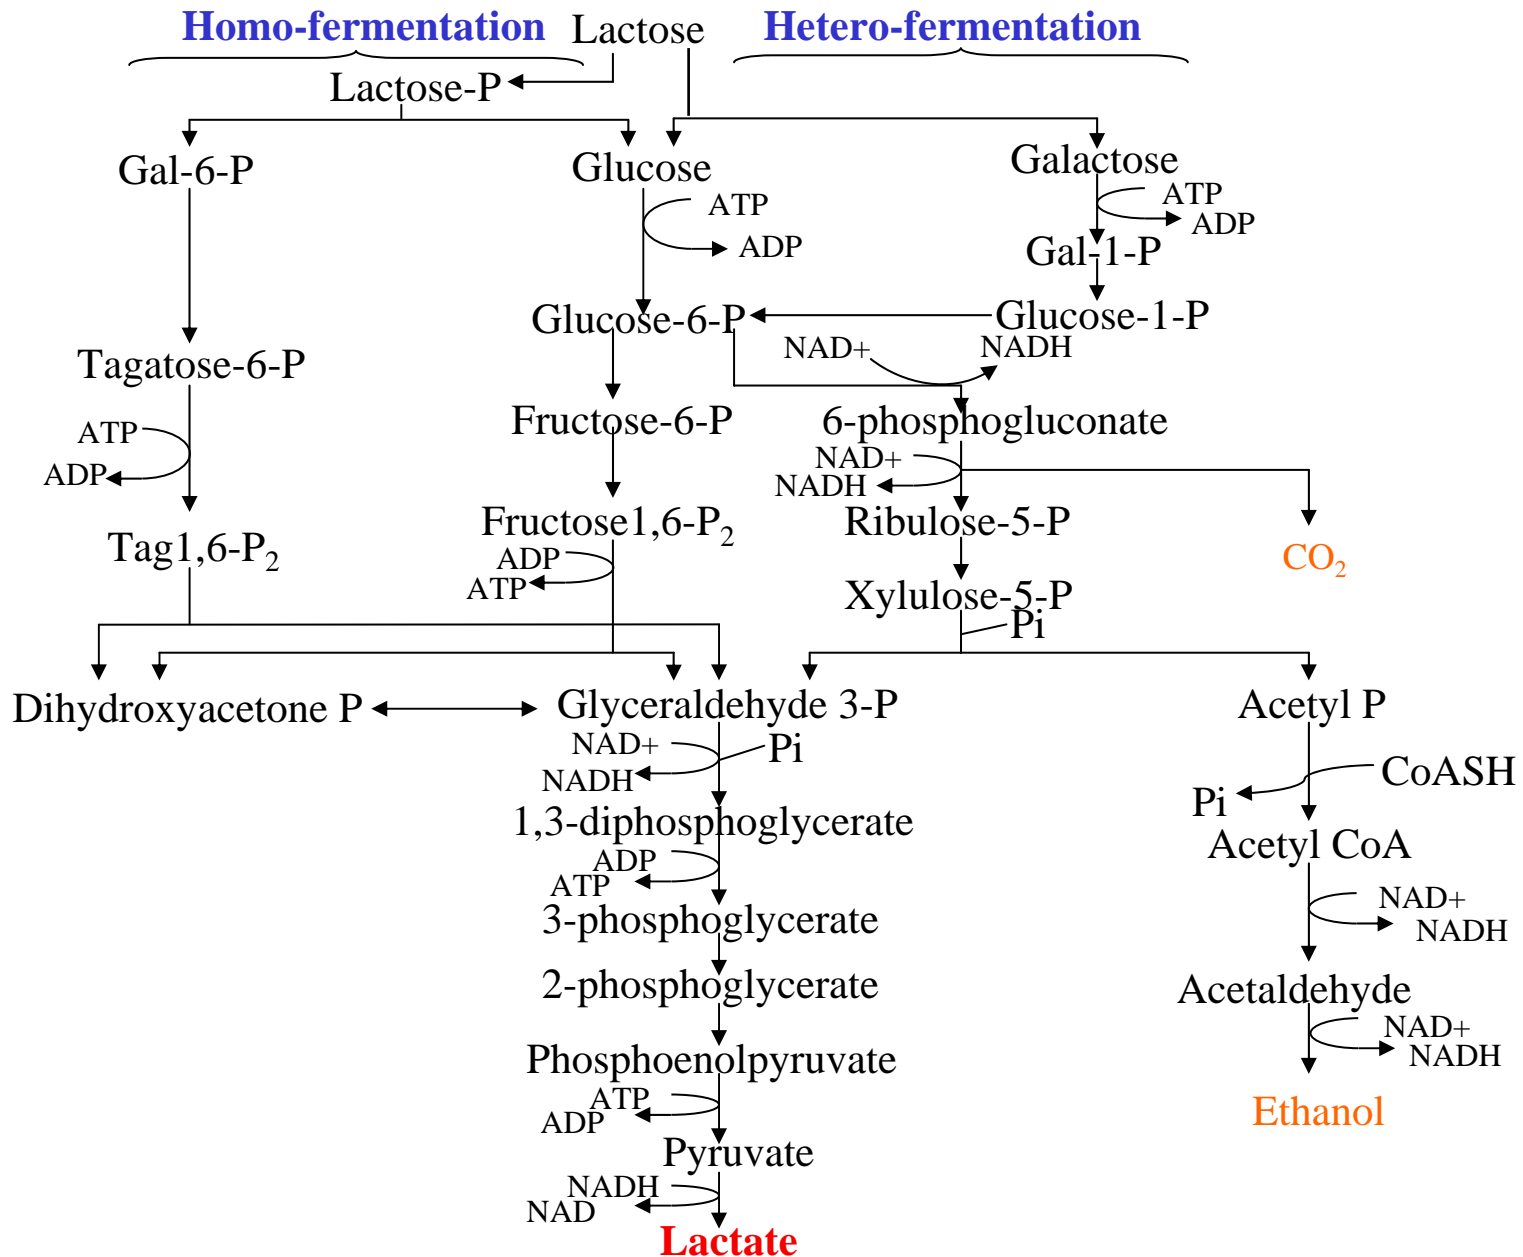 Homo-fermentation
Lactose
Hetero-fermentation
Lactose-P
Gal-6-P
Glucose
Galactose
ATP
ADP
ATP
ADP
Gal-1-P
Glucose-6-P
Glucose-1-P
NAD+
NADH
Tagatose-6-P
Fructose-6-P
6-phosphogluconate
ATP
ADP
NAD+
NADH
Fructose1,6-P2
Ribulose-5-P
Tag1,6-P2
ADP
ATP
CO2
Xylulose-5-P
Pi
Dihydroxyacetone P
Glyceraldehyde 3-P
Acetyl P
NAD+
NADH
Pi
CoASH
Pi
1,3-diphosphoglycerate
Acetyl CoA
ADP
ATP
NAD+
NADH
3-phosphoglycerate
2-phosphoglycerate
Acetaldehyde
NAD+
NADH
Phosphoenolpyruvate
ATP
ADP
Ethanol
Pyruvate
NADH
NAD
Lactate